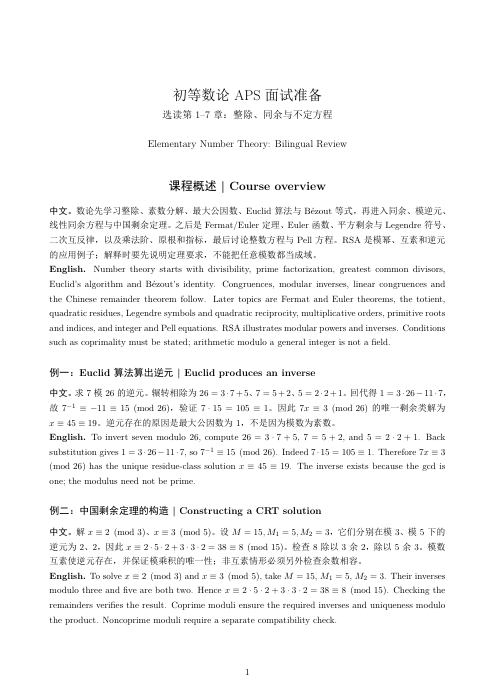 初等数论 APS 面试准备
选读第 1–7 章：整除、同余与不定方程
Elementary Number Theory: Bilingual Review
课程概述 | Course overview
中文。数论先学习整除、素数分解、最大公因数、Euclid 算法与 Bézout 等式，再进入同余、模逆元、
线性同余方程与中国剩余定理。之后是 Fermat/Euler 定理、Euler 函数、平方剩余与 Legendre 符号、
二次互反律，以及乘法阶、原根和指标，最后讨论整数方程与 Pell 方程。RSA 是模幂、互素和逆元
的应用例子；解释时要先说明定理要求，不能把任意模数都当成域。
English. Number theory starts with divisibility, prime factorization, greatest common divisors,
Euclid's algorithm and Bézout's identity. Congruences, modular inverses, linear congruences and
the Chinese remainder theorem follow. Later topics are Fermat and Euler theorems, the totient,
quadratic residues, Legendre symbols and quadratic reciprocity, multiplicative orders, primitive roots
and indices, and integer and Pell equations. RSA illustrates modular powers and inverses. Conditions
such as coprimality must be stated; arithmetic modulo a general integer is not a field.
例一：Euclid 算法算出逆元 | Euclid produces an inverse
中文。求 7 模 26 的逆元。辗转相除为 26 = 3 · 7 + 5、7 = 5 + 2、5 = 2 · 2 + 1。回代得 1 = 3 · 26 − 11 · 7，
故 7⁻¹ ≡ −11 ≡ 15 (mod 26)，验证 7 · 15 = 105 ≡ 1。因此 7x ≡ 3 (mod 26) 的唯一剩余类解为
x ≡ 45 ≡ 19。逆元存在的原因是最大公因数为 1，不是因为模数为素数。
English. To invert seven modulo 26, compute 26 = 3 · 7 + 5, 7 = 5 + 2, and 5 = 2 · 2 + 1. Back
substitution gives 1 = 3 · 26 − 11 · 7, so 7⁻¹ ≡ 15 (mod 26). Indeed 7 · 15 = 105 ≡ 1. Therefore 7x ≡ 3
(mod 26) has the unique residue-class solution x ≡ 45 ≡ 19. The inverse exists because the gcd is
one; the modulus need not be prime.
例二：中国剩余定理的构造 | Constructing a CRT solution
中文。解 x ≡ 2 (mod 3)、x ≡ 3 (mod 5)。设 M = 15, M₁ = 5, M₂ = 3，它们分别在模 3、模 5 下的
逆元为 2、2，因此 x ≡ 2 · 5 · 2 + 3 · 3 · 2 = 38 ≡ 8 (mod 15)。检查 8 除以 3 余 2，除以 5 余 3。模数
互素使逆元存在，并保证模乘积的唯一性；非互素情形必须另外检查余数相容。
English. To solve x ≡ 2 (mod 3) and x ≡ 3 (mod 5), take M = 15, M₁ = 5, M₂ = 3. Their inverses
modulo three and five are both two. Hence x ≡ 2 · 5 · 2 + 3 · 3 · 2 = 38 ≡ 8 (mod 15). Checking the
remainders verifies the result. Coprime moduli ensure the required inverses and uniqueness modulo
the product. Noncoprime moduli require a separate compatibility check.
1